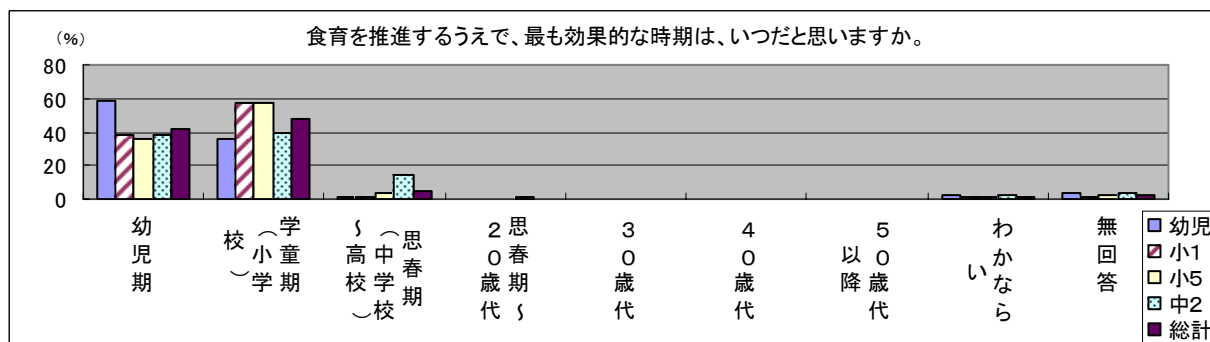 食育を推進するうえで、最も効果的な時期は、いつだと思いますか。
(%)
80
60
40
20
0
幼児期
学童期
（小学
校）
思春期
（中学校
～高校）
思春期～
２０歳代
３０歳代
４０歳代
５０歳代
以降
わかなら
い
無回答
幼児
小1
小5
中2
総計